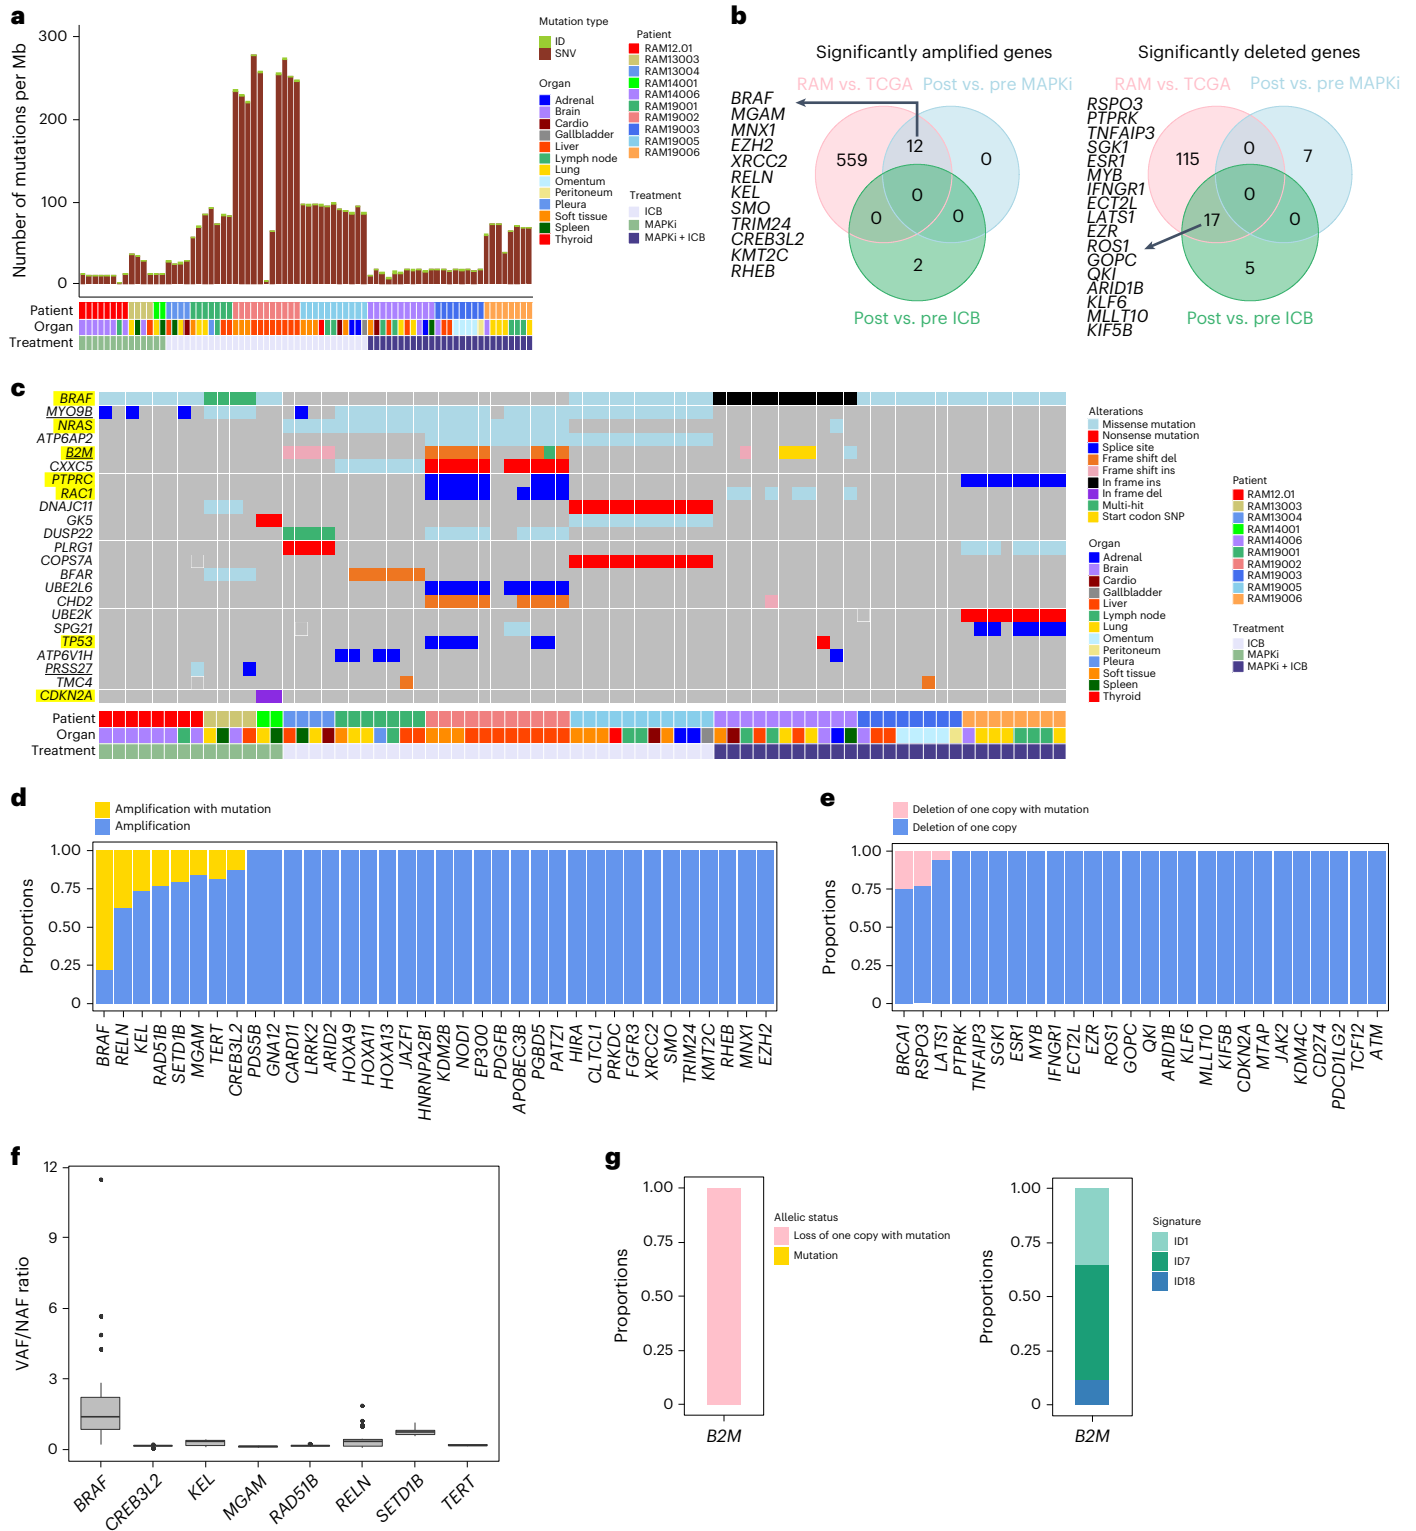 a
Number of mutations per Mb
300
200
100
0
Patient
Organ
Treatment
Mutation type
ID
SNV
Organ
Adrenal
Brain
Cardio
Gallbladder
Liver
Lymph node
Lung
Omentum
Peritoneum
Pleura
Soft tissue
Spleen
Thyroid
Patient
RAM12.01
RAM13003
RAM13004
RAM14001
RAM14006
RAM19001
RAM19002
RAM19003
RAM19005
RAM19006
Treatment
ICB
MAPKi
MAPKi + ICB
b
Significantly amplified genes
RAM vs. TCGA
Post vs. pre MAPKi
BRAF
MGAM
MNX1
EZH2
XRCC2
RELN
KEL
SMO
TRIM24
CREB3L2
KMT2C
RHEB
559
12
0
0
0
0
2
Post vs. pre ICB
Significantly deleted genes
RAM vs. TCGA
Post vs. pre MAPKi
RSPO3
PTPRK
TNFAIP3
SGK1
ESR1
MYB
IFNGR1
ECT2L
LATS1
EZR
ROS1
GOPC
QKI
ARID1B
KLF6
MLLT10
KIF5B
115
0
7
0
17
0
5
Post vs. pre ICB
c
BRAF
MYO9B
NRAS
ATP6AP2
B2M
CXXC5
PTPRC
RAC1
DNAJC11
GK5
DUSP22
PLRG1
COPS7A
BFAR
UBE2L6
CHD2
UBE2K
SPG21
TP53
ATP6V1H
PRSS27
TMC4
CDKN2A
Patient
Organ
Treatment
Alterations
Missense mutation
Nonsense mutation
Splice site
Frame shift del
Frame shift ins
In frame ins
In frame del
Multi-hit
Start codon SNP
Organ
Adrenal
Brain
Cardio
Gallbladder
Liver
Lymph node
Lung
Omentum
Peritoneum
Pleura
Soft tissue
Spleen
Thyroid
Patient
RAM12.01
RAM13003
RAM13004
RAM14001
RAM14006
RAM19001
RAM19002
RAM19003
RAM19005
RAM19006
Treatment
ICB
MAPKi
MAPKi + ICB
d
Amplification with mutation
Amplification
Proportions
1.00
0.75
0.50
0.25
0
BRAF
RELN
KEL
RAD51B
SETD1B
MGAM
TERT
CREB3L2
PDS5B
GNA12
CARD11
LRRK2
ARID2
HOXA9
HOXA11
HOXA13
JAZF1
HNRNPA2B1
KDM2B
NOD1
EP300
PDGFB
APOBEC3B
PGBD5
PATZ1
HIRA
CLTCL1
PRKDC
FGFR3
XRCC2
SMO
TRIM24
KMT2C
RHEB
MNX1
EZH2
e
Deletion of one copy with mutation
Deletion of one copy
Proportions
1.00
0.75
0.50
0.25
0
BRCA1
RSPO3
LATS1
PTPRK
TNFAIP3
SGK1
ESR1
MYB
IFNGR1
ECT2L
EZR
ROS1
GOPC
QKI
ARID1B
KLF6
MLLT10
KIF5B
CDKN2A
MTAP
JAK2
KDM4C
CD274
PDCD1LG2
TCF12
ATM
f
VAF/NAF ratio
12
9
6
3
0
BRAF
CREB3L2
KEL
MGAM
RAD51B
RELN
SETD1B
TERT
g
Proportions
1.00
0.75
0.50
0.25
0
B2M
Allelic status
Loss of one copy with mutation
Mutation
Proportions
1.00
0.75
0.50
0.25
0
B2M
Signature
ID1
ID7
ID18